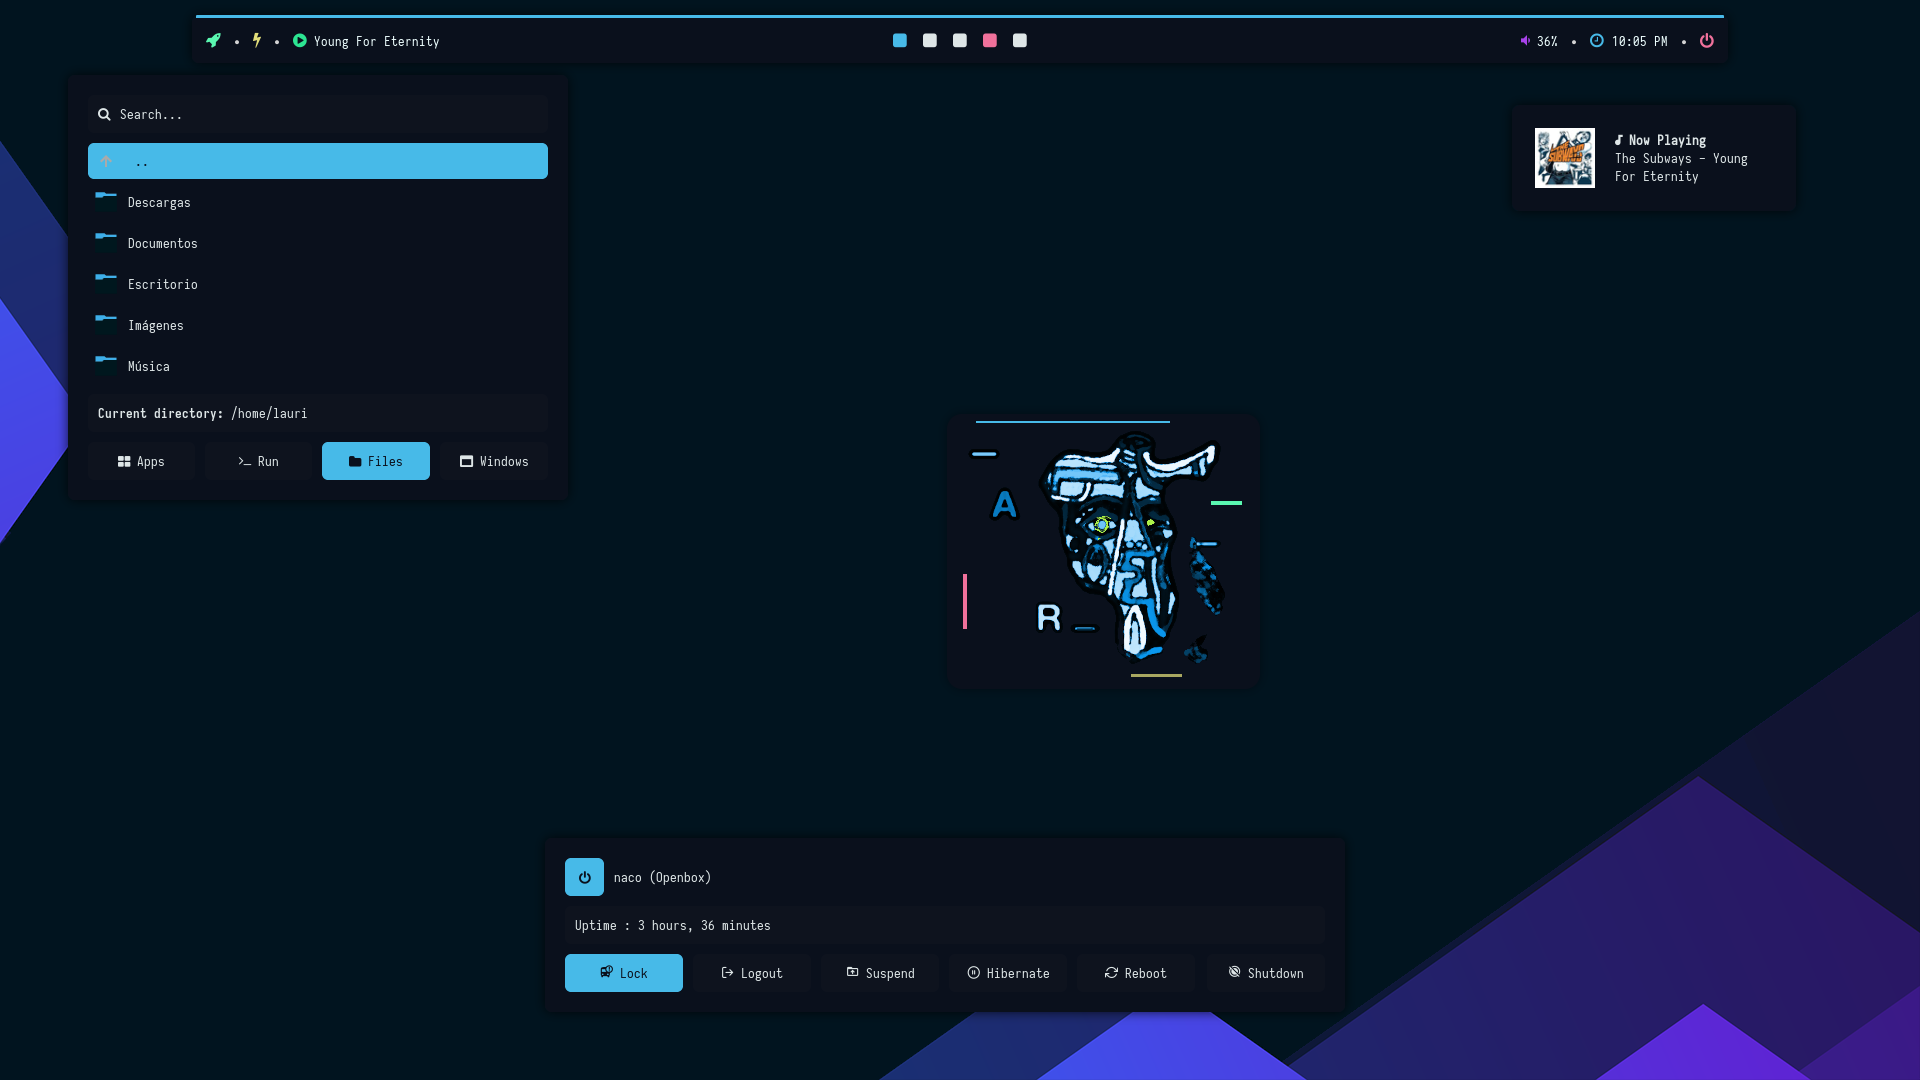 Young For Eternity
36%
10:05 PM
Search...
..
Descargas
Documentos
Escritorio
Imágenes
Música
Current directory: /home/lauri
Apps
Run
Files
Windows
Now Playing
The Subways - Young
For Eternity
SUBWAYS
A
R
naco (Openbox)
Uptime : 3 hours, 36 minutes
Lock
Logout
Suspend
Hibernate
Reboot
Shutdown